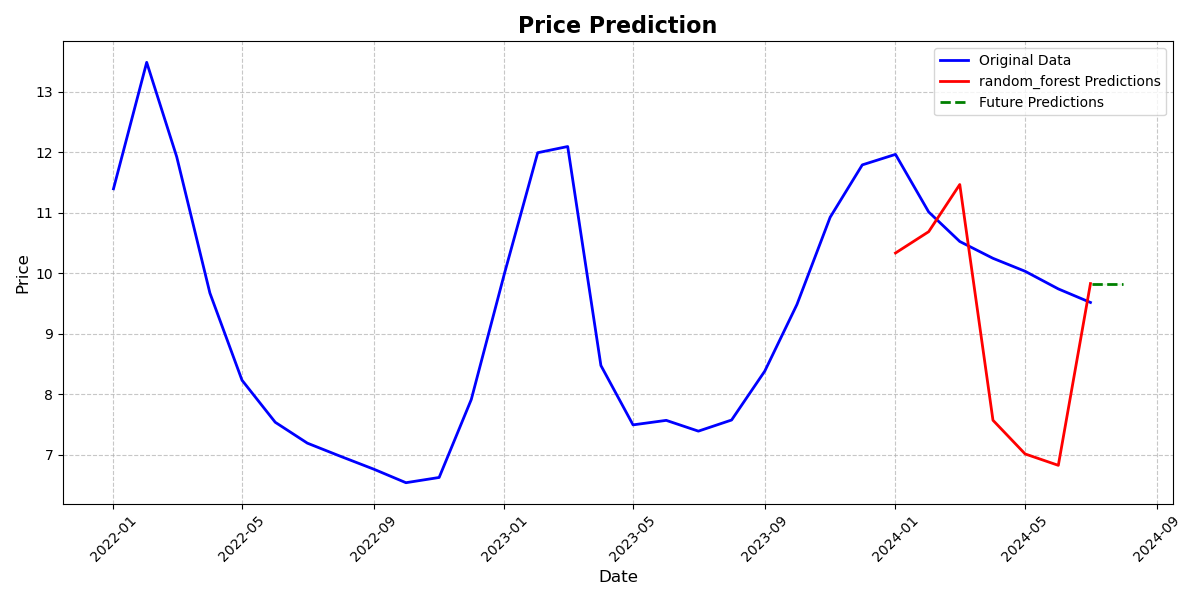 Price Prediction
Original Data
random_forest Predictions
Future Predictions
Price
13
12
11
10
9
8
7
2022-01
2022-05
2022-09
2023-01
2023-05
2023-09
2024-01
2024-05
2024-09
Date